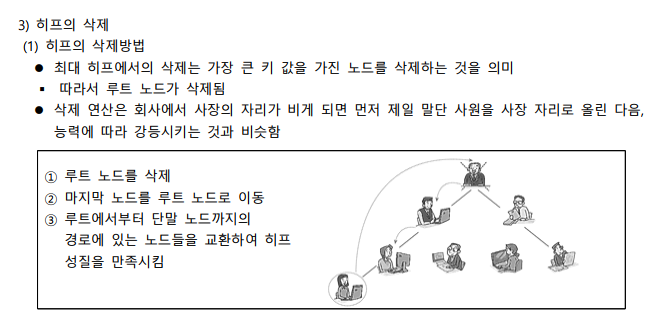 3) 히프의 삭제
(1) 히프의 삭제방법
● 최대 히프에서의 삭제는 가장 큰 키 값을 가진 노드를 삭제하는 것을 의미
▪ 따라서 루트 노드가 삭제됨
● 삭제 연산은 회사에서 사장의 자리가 비게 되면 먼저 제일 말단 사원을 사장 자리로 올린 다음,
능력에 따라 강등시키는 것과 비슷함
① 루트 노드를 삭제
② 마지막 노드를 루트 노드로 이동
③ 루트에서부터 단말 노드까지의
경로에 있는 노드들을 교환하여 히프
성질을 만족시킴